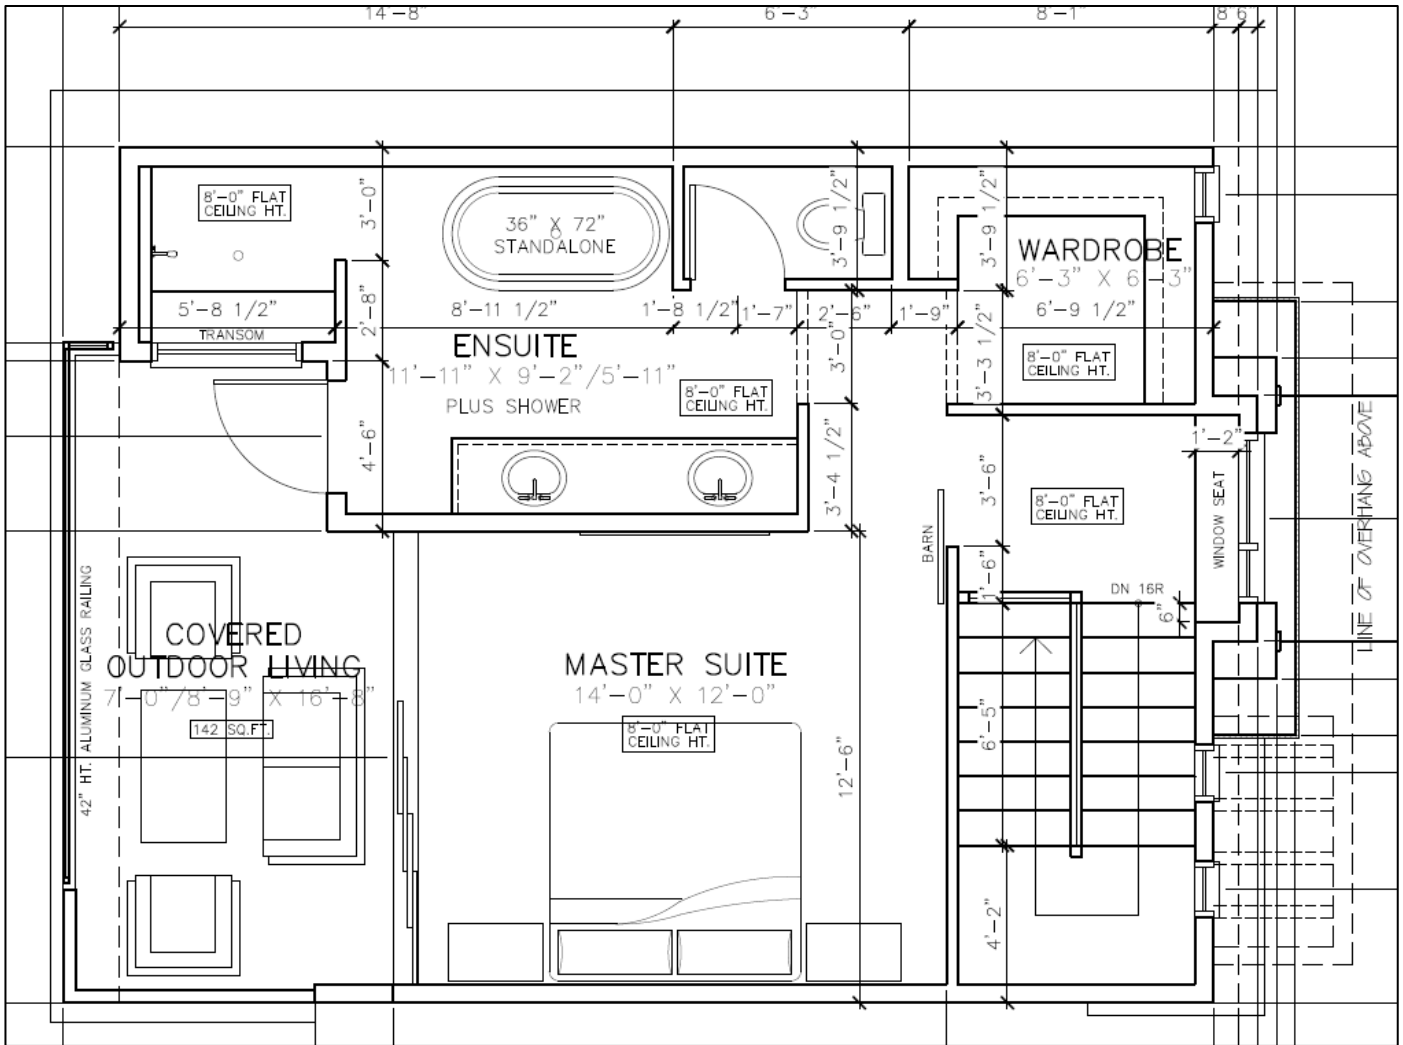 14'-8"
6'-3"
8'-1"
8"
6"
8'-0" FLAT
CEILING HT.
3'-0"
36" X 72"
STANDALONE
3'-9 1/2"
3'-9 1/2"
WARDROBE
6'-3" X 6'-3"
5'-8 1/2"
TRANSOM
2'-8"
8'-11 1/2"
1'-8 1/2"
1'-7"
2'-6"
1'-9"
6'-9 1/2"
ENSUITE
11'-11" X 9'-2"/5'-11"
PLUS SHOWER
8'-0" FLAT
CEILING HT.
3'-0"
3'-3 1/2"
8'-0" FLAT
CEILING HT.
4'-6"
3'-4 1/2"
3'-6"
1'-2"
8'-0" FLAT
CEILING HT.
WINDOW SEAT
LINE OF OVERHANG ABOVE
BARN
1'-6"
DN 16R
6"
42" HT. ALUMINUM GLASS RAILING
COVERED
OUTDOOR LIVING
7'-0"/8'-9" X 16'-8"
142 SQ.FT.
MASTER SUITE
14'-0" X 12'-0"
8'-0" FLAT
CEILING HT.
12'-6"
6'-5"
4'-2"